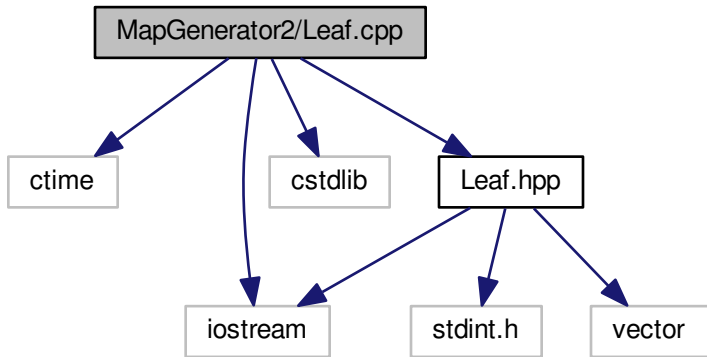 MapGenerator2/Leaf.cpp
ctime
cstdlib
Leaf.hpp
iostream
stdint.h
vector